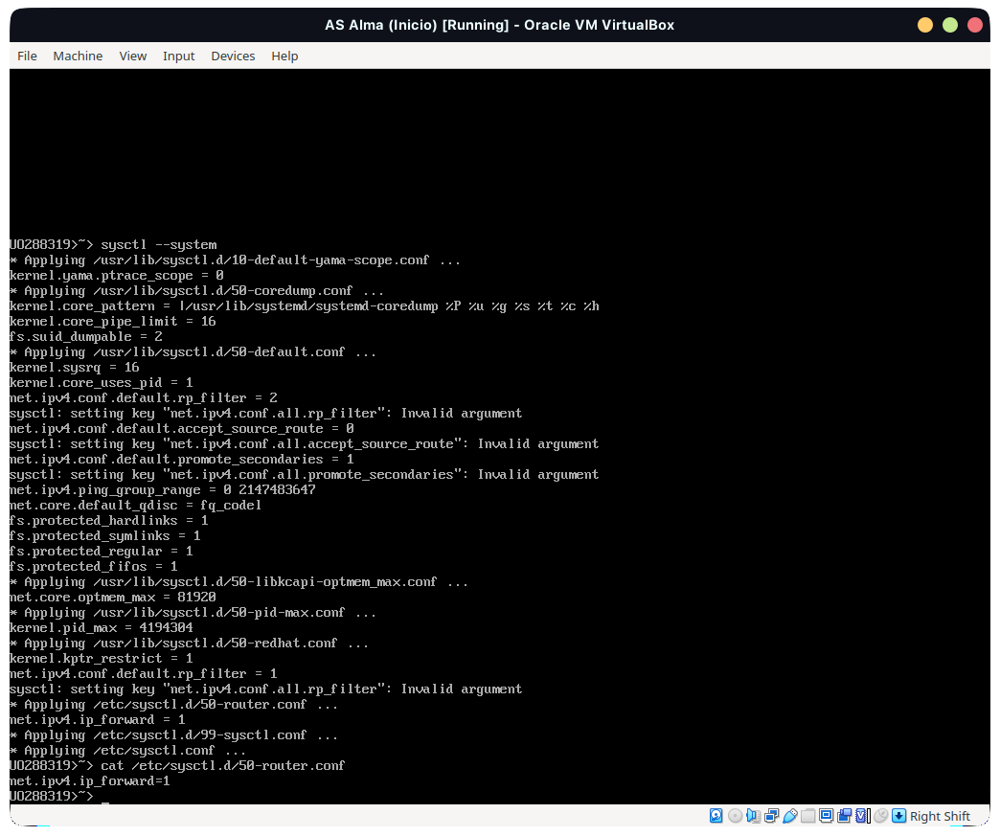 AS Alma (Inicio) [Running] - Oracle VM VirtualBox
File Machine View Input Devices Help
UO288319>~> sysctl --system
* Applying /usr/lib/sysctl.d/10-default-yama-scope.conf ...
kernel.yama.ptrace_scope = 0
* Applying /usr/lib/sysctl.d/50-coredump.conf ...
kernel.core_pattern = |/usr/lib/systemd/systemd-coredump %P %u %g %s %t %c %h
kernel.core_pipe_limit = 16
fs.suid_dumpable = 2
* Applying /usr/lib/sysctl.d/50-default.conf ...
kernel.sysrq = 16
kernel.core_uses_pid = 1
net.ipv4.conf.default.rp_filter = 2
sysctl: setting key "net.ipv4.conf.all.rp_filter": Invalid argument
net.ipv4.conf.default.accept_source_route = 0
sysctl: setting key "net.ipv4.conf.all.accept_source_route": Invalid argument
net.ipv4.conf.default.promote_secondaries = 1
sysctl: setting key "net.ipv4.conf.all.promote_secondaries": Invalid argument
net.ipv4.ping_group_range = 0 2147483647
net.core.default_qdisc = fq_codel
fs.protected_hardlinks = 1
fs.protected_symlinks = 1
fs.protected_regular = 1
fs.protected_fifos = 1
* Applying /usr/lib/sysctl.d/50-libkcapi-optmem_max.conf ...
net.core.optmem_max = 81920
* Applying /usr/lib/sysctl.d/50-pid-max.conf ...
kernel.pid_max = 4194304
* Applying /usr/lib/sysctl.d/50-redhat.conf ...
kernel.kptr_restrict = 1
net.ipv4.conf.default.rp_filter = 1
sysctl: setting key "net.ipv4.conf.all.rp_filter": Invalid argument
* Applying /etc/sysctl.d/50-router.conf ...
net.ipv4.ip_forward = 1
* Applying /etc/sysctl.d/99-sysctl.conf ...
* Applying /etc/sysctl.conf ...
UO288319>~> cat /etc/sysctl.d/50-router.conf
net.ipv4.ip_forward=1
UO288319>~> _
Right Shift